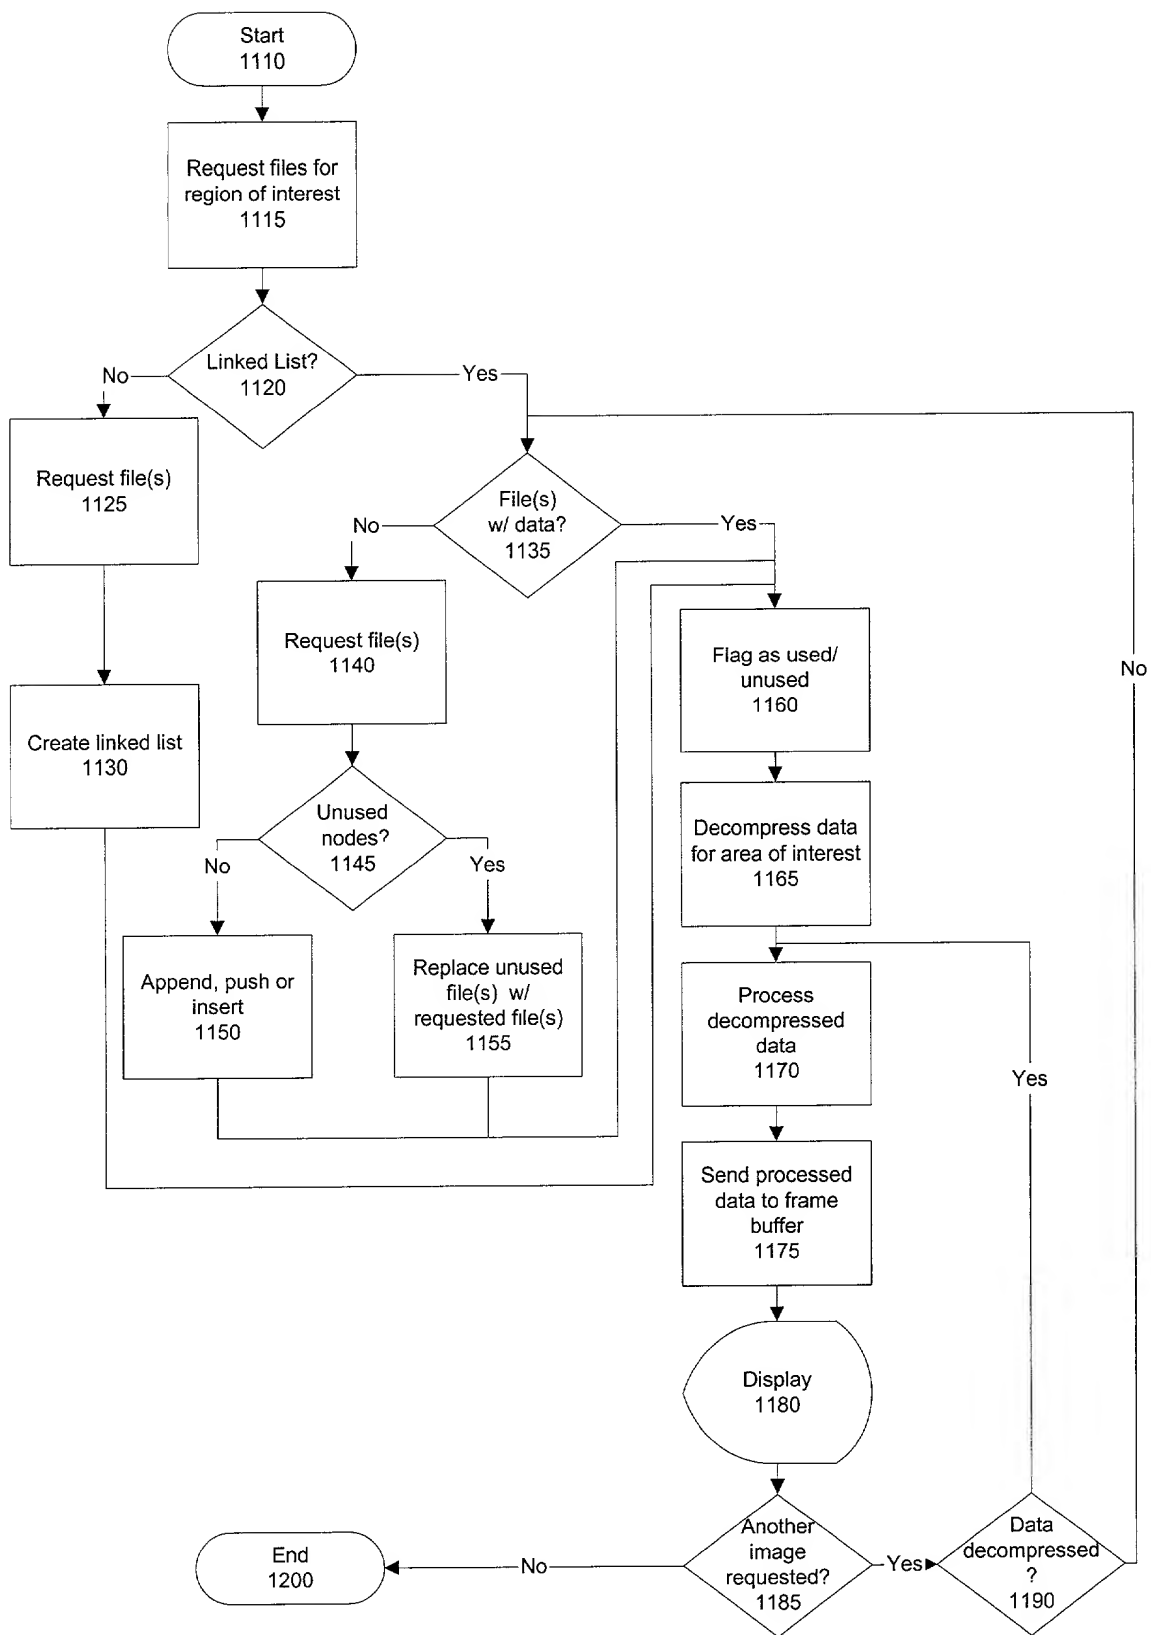 Start
1110
Request files for
region of interest
1115
Linked List?
1120
No
Yes
Request file(s)
1125
File(s)
w/ data?
1135
No
Yes
Request file(s)
1140
Flag as used/
unused
1160
No
Create linked list
1130
Unused
nodes?
1145
No
Yes
Decompress data
for area of interest
1165
Append, push or
insert
1150
Replace unused
file(s) w/
requested file(s)
1155
Process
decompressed
data
1170
Yes
Send processed
data to frame
buffer
1175
Display
1180
Another
image
requested?
1185
No
Yes
Data
decompressed
?
1190
End
1200